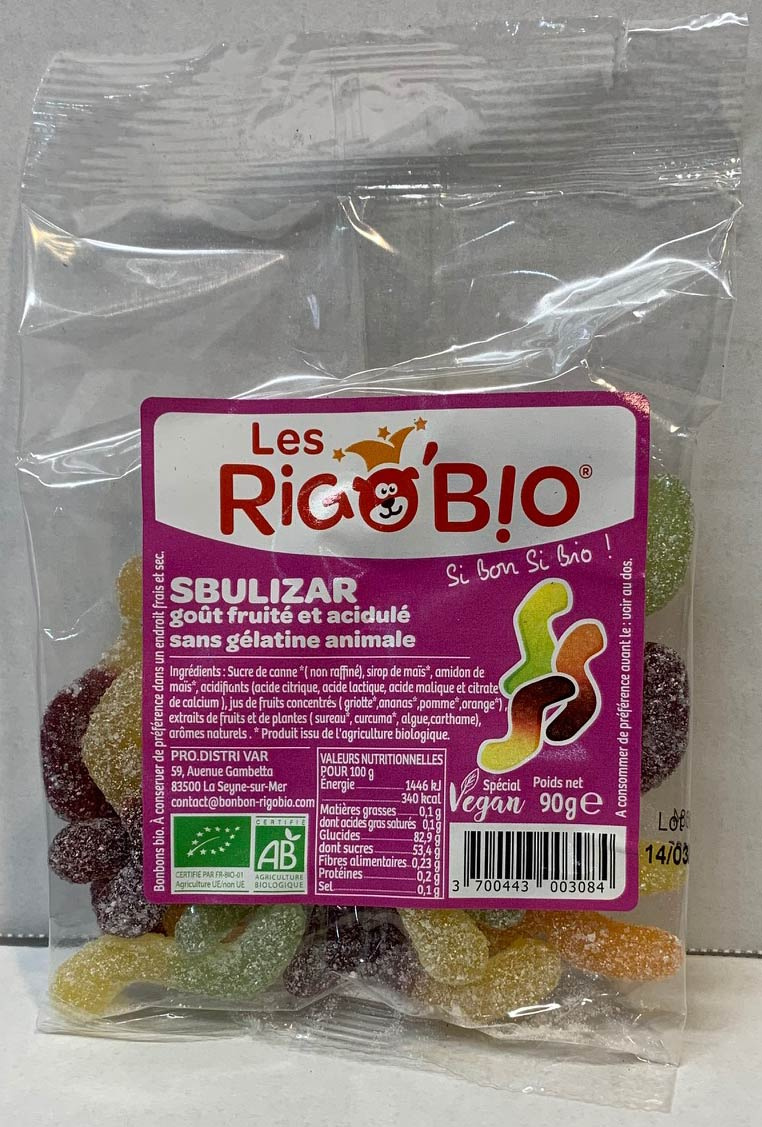 Les
RIGO'B!O®
Si Bon Si Bio !
SBULIZAR
goût fruité et acidulé
sans gélatine animale
Ingrédients : Sucre de canne *( non raffiné), sirop de maïs*, amidon de
maïs*, acidifiants (acide citrique, acide lactique, acide malique et citrate
de calcium ), jus de fruits concentrés ( griotte*,ananas*,pomme*,orange*),
extraits de fruits et de plantes ( sureau*, curcuma*, algue,carthame),
arômes naturels . * Produit issu de l'agriculture biologique.
PRO.DISTRI VAR
59, Avenue Gambetta
83500 La Seyne-sur-Mer
contact@bonbon-rigobio.com
CERTIFIÉ
AB
AGRICULTURE
BIOLOGIQUE
CERTIFIÉ PAR FR-BIO-01
Agriculture UE/non UE
VALEURS NUTRITIONNELLES
POUR 100 g
Énergie 1446 kJ
340 kcal
Matières grasses 0,1 g
dont acides gras saturés 0,1 g
Glucides 82,9 g
dont sucres 53,4 g
Fibres alimentaires 0,23 g
Protéines 0,2 g
Sel 0,1 g
Spécial
Vegan
Poids net
90g e
3 700443 003084
Bonbons bio. À conserver de préférence dans un endroit frais et sec.
A consommer de préférence avant le : voir au dos.
14/03